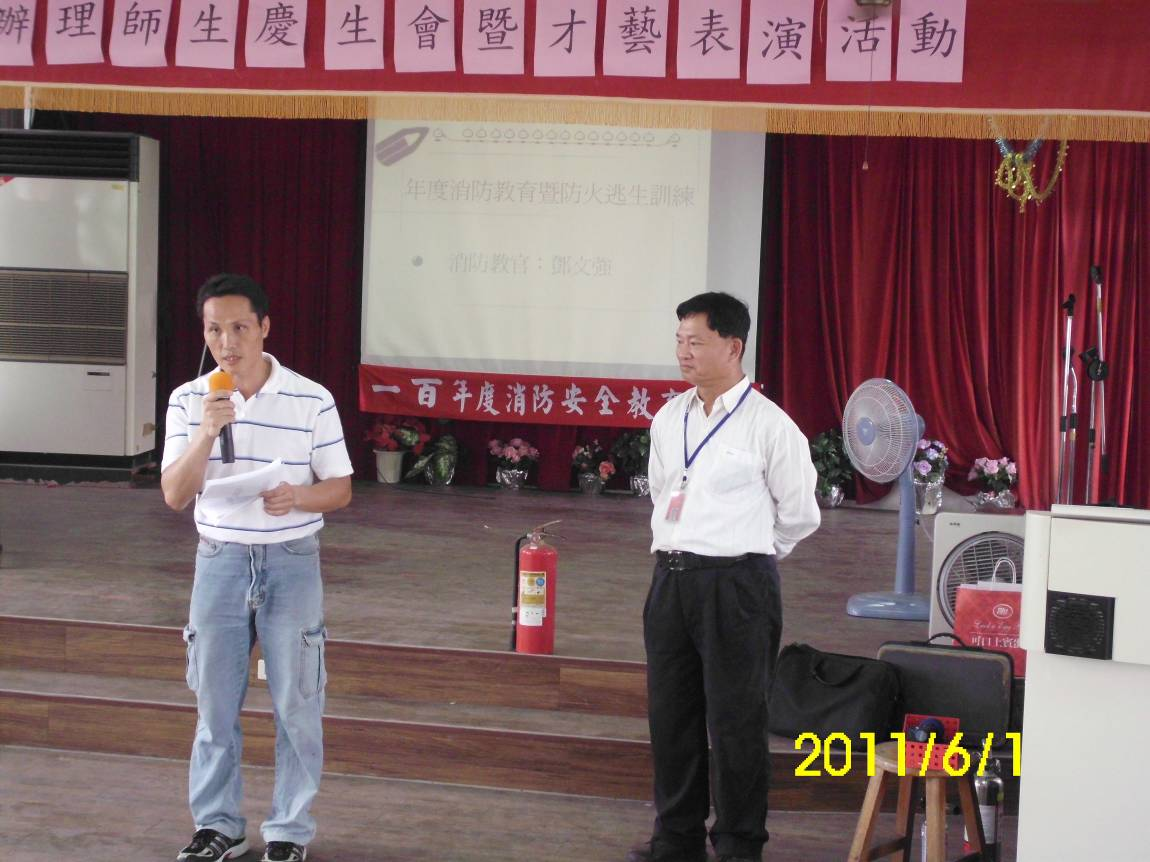 辦理師生慶生會暨才藝表演活動
年度消防教育暨防火逃生訓練
消防教官：鄧文強
一百年度消防安全教育
2011/6/1